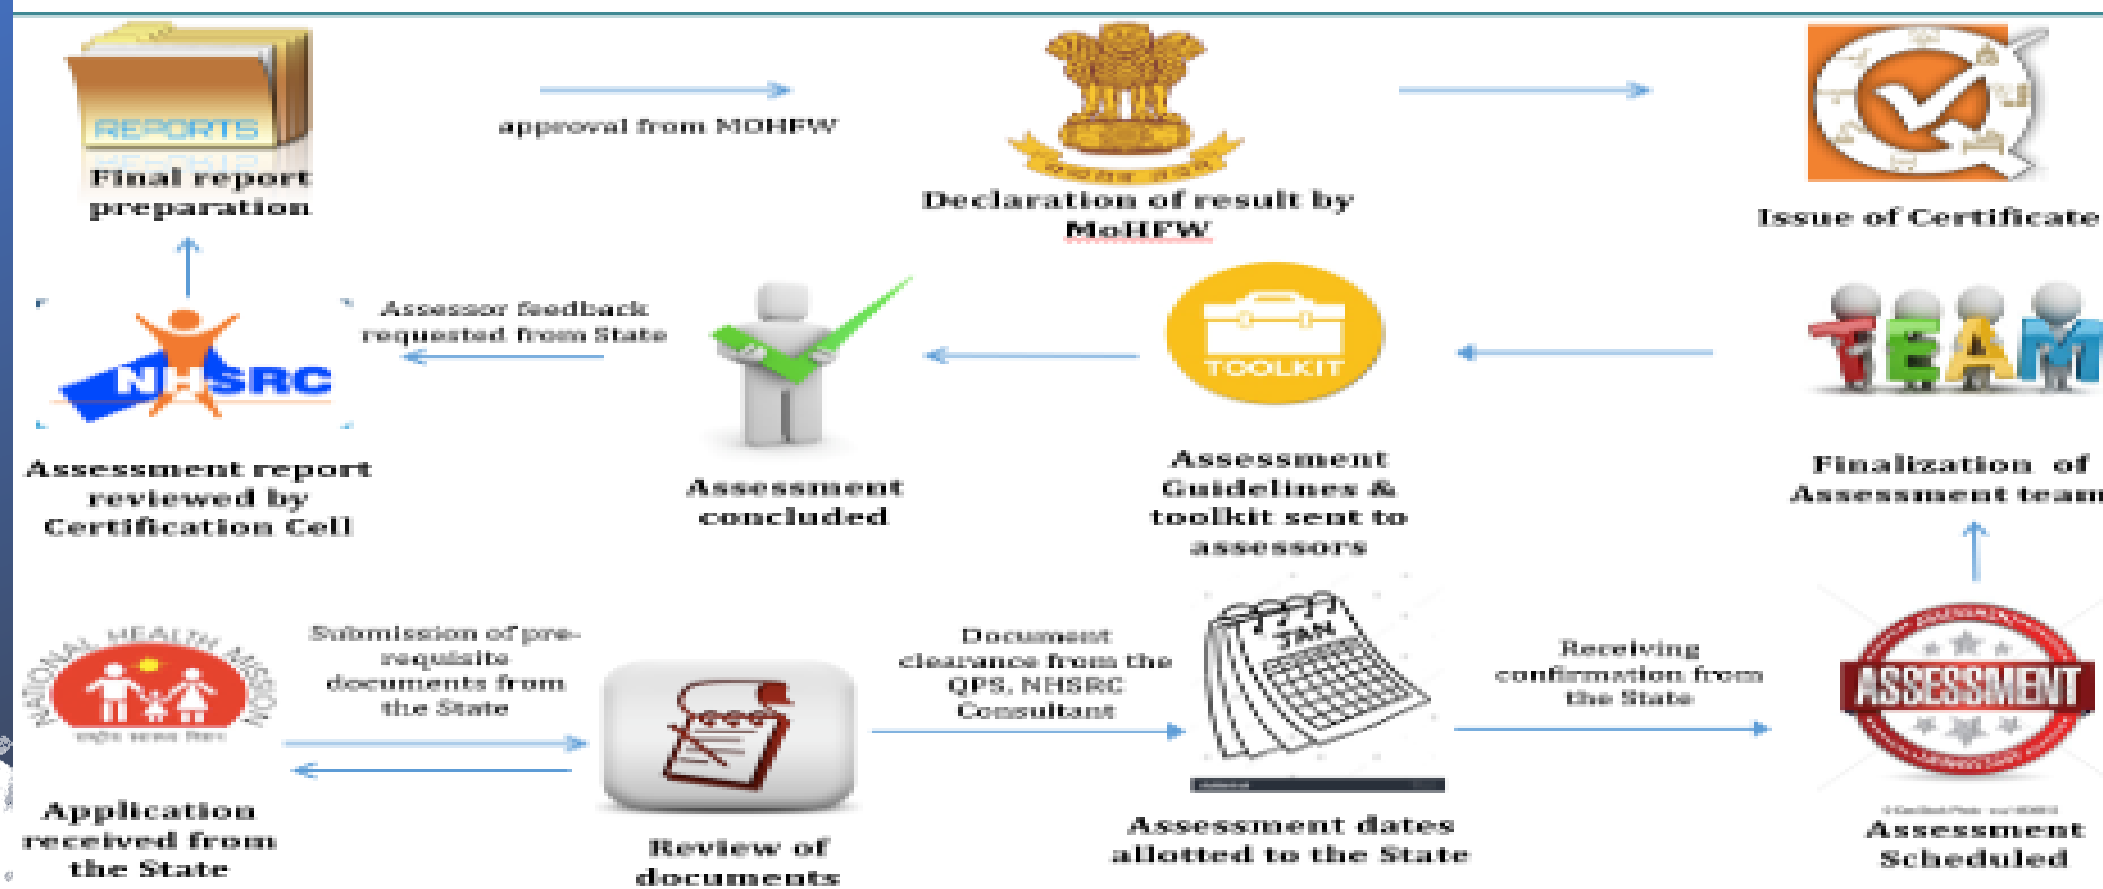 REPORTS
Final report
preparation
approval from MOHFW
Declaration of result by
MoHFW
Issue of Certificate
NHSRC
Assessment report
reviewed by
Certification Cell
Assessor feedback
requested from State
Assessment
concluded
TOOLKIT
Assessment
Guidelines &
toolkit sent to
assessors
TEAM
Finalization of
Assessment team
NATIONAL HEALTH MISSION
Application
received from
the State
Submission of pre-
requisite
documents from
the State
Review of
documents
Document
clearance from the
QPS, NHSRC
Consultant
JAN
Assessment dates
allotted to the State
Receiving
confirmation from
the State
ASSESSMENT
Assessment
Scheduled